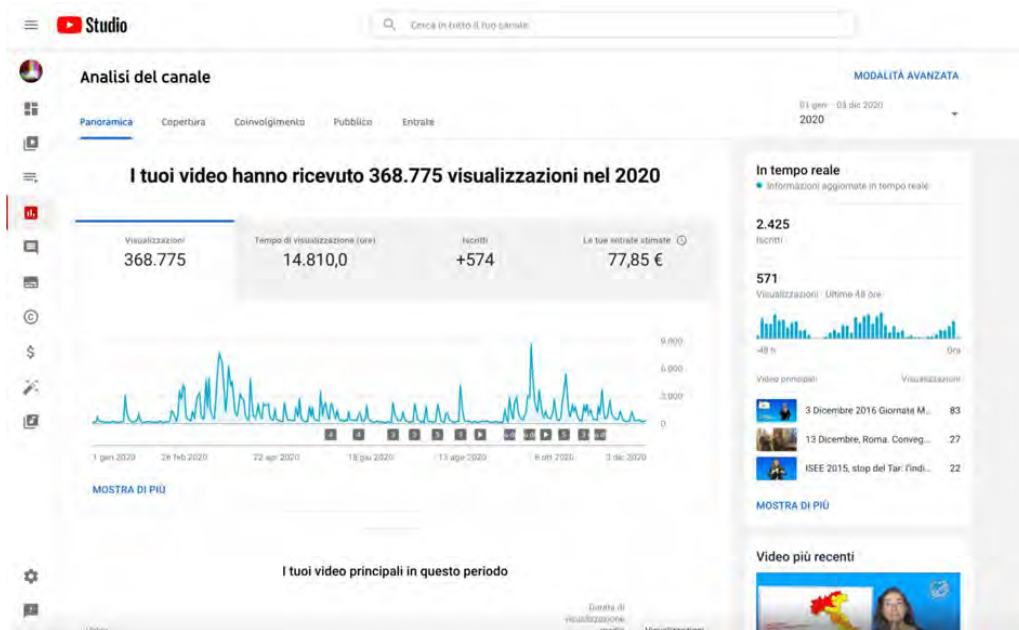 Studio
Cerca in tutto il tuo canale
Analisi del canale
MODALITÀ AVANZATA
01 gen - 03 dic 2020
2020
Panoramica
Copertura
Coinvolgimento
Pubblico
Entrate
I tuoi video hanno ricevuto 368.775 visualizzazioni nel 2020
Visualizzazioni
368.775
Tempo di visualizzazione (ore)
14.810,0
Iscritti
+574
Le tue entrate stimate
77,85 €
9.000
6.000
3.000
0
1 gen 2020
26 feb 2020
22 apr 2020
18 giu 2020
13 ago 2020
8 ott 2020
3 dic 2020
MOSTRA DI PIÙ
I tuoi video principali in questo periodo
Durata di
visualizzazione
media
Visualizzazioni
In tempo reale
Informazioni aggiornate in tempo reale
2.425
Iscritti
571
Visualizzazioni · Ultime 48 ore
-48 h
Ora
Video principali
Visualizzazioni
3 Dicembre 2016 Giornata M...
83
13 Dicembre, Roma. Conveg...
27
ISEE 2015, stop del Tar: l'indi...
22
MOSTRA DI PIÙ
Video più recenti